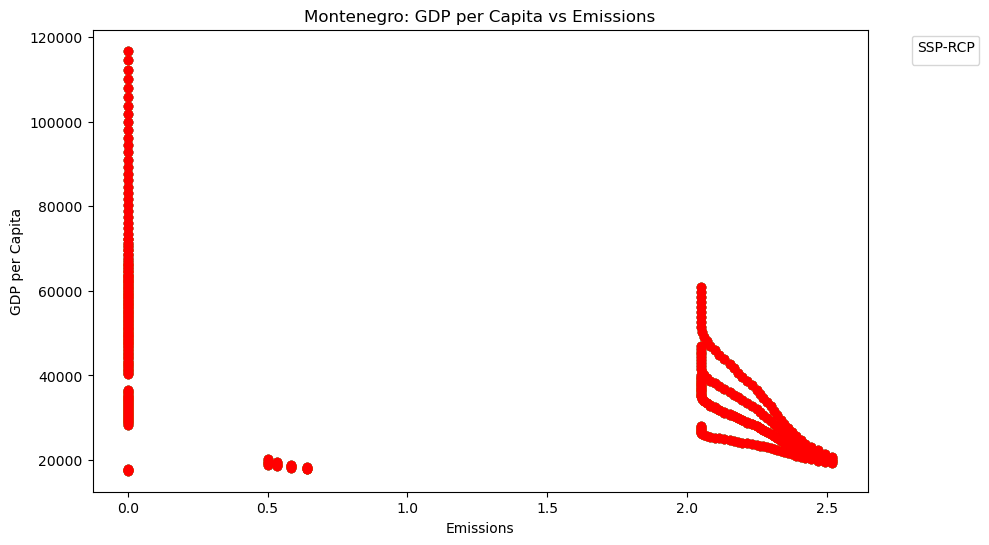 Montenegro: GDP per Capita vs Emissions
SSP-RCP
120000
100000
80000
60000
40000
20000
GDP per Capita
0.0 0.5 1.0 1.5 2.0 2.5
Emissions